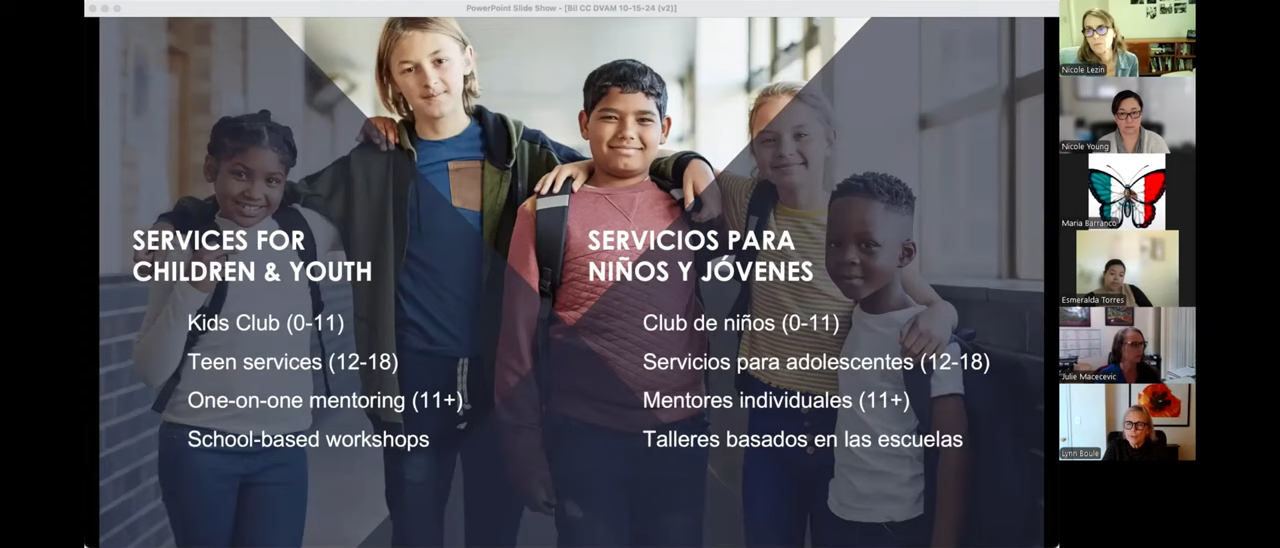 PowerPoint Slide Show - [Bil CC DVAM 10-15-24 (v2)]
SERVICES FOR
CHILDREN & YOUTH
Kids Club (0-11)
Teen services (12-18)
One-on-one mentoring (11+)
School-based workshops
SERVICIOS PARA
NIÑOS Y JÓVENES
Club de niños (0-11)
Servicios para adolescentes (12-18)
Mentores individuales (11+)
Talleres basados en las escuelas
Nicole Lezin
Nicole Young
Maria Barranco
Esmeralda Torres
Julie Macecevic
Lynn Boule